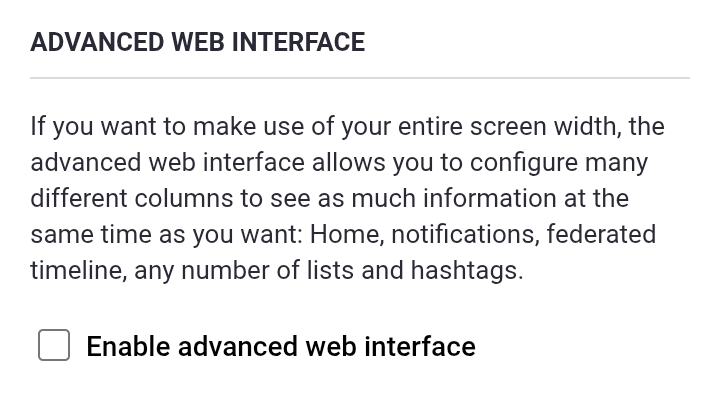 ADVANCED WEB INTERFACE
If you want to make use of your entire screen width, the
advanced web interface allows you to configure many
different columns to see as much information at the
same time as you want: Home, notifications, federated
timeline, any number of lists and hashtags.
Enable advanced web interface